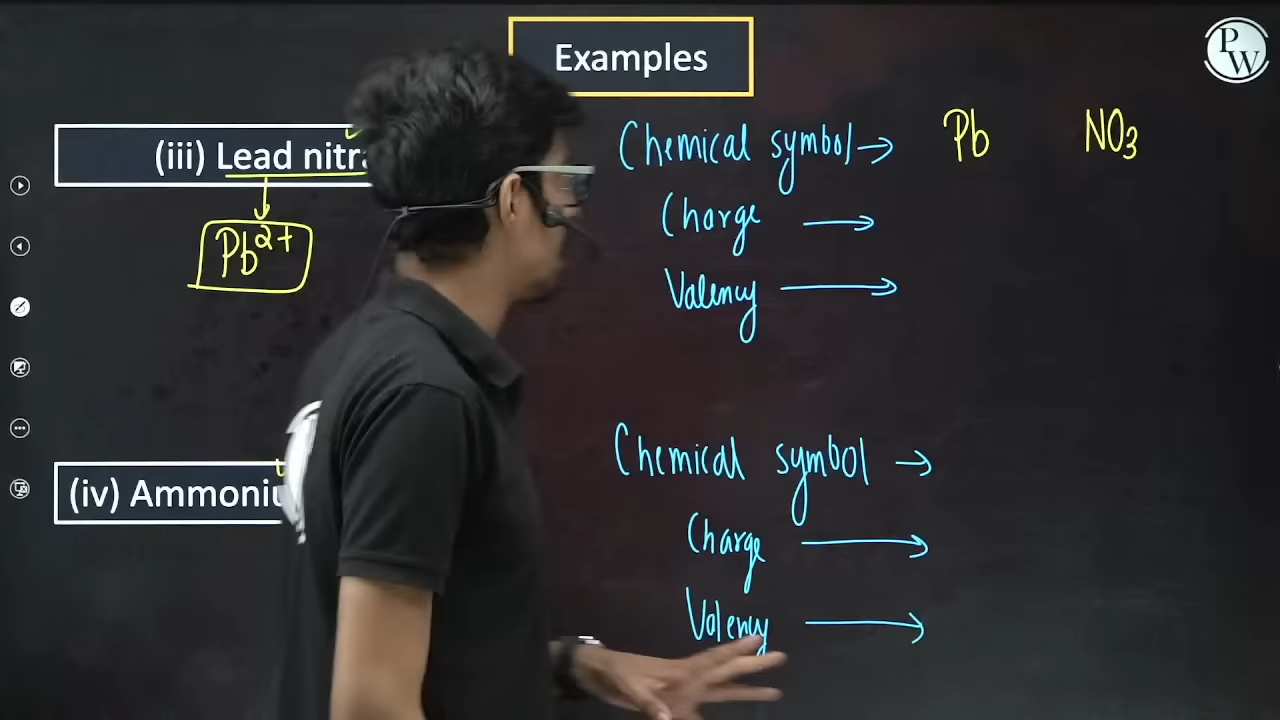 Examples
PW
(iii) Lead nitra
Pb2+
Chemical symbol → Pb NO3
Charge →
Valency →
(iv) Ammoniu
Chemical symbol →
Charge →
Valency →